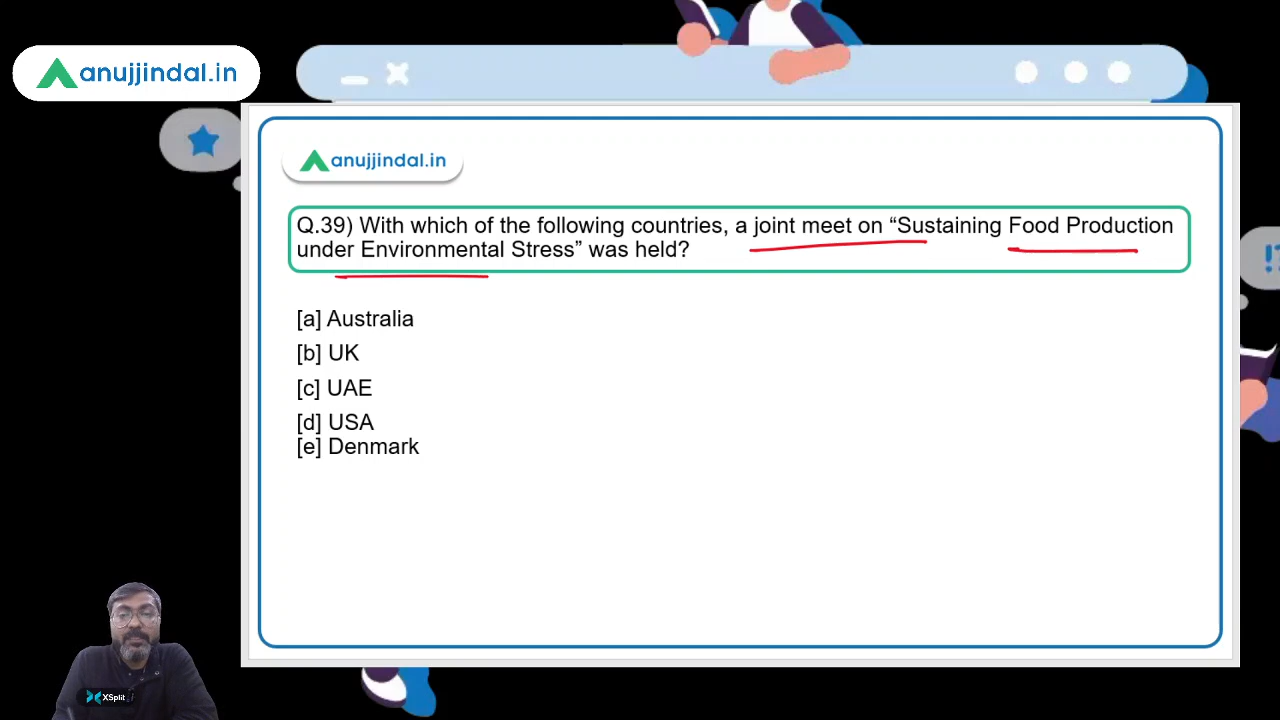 anujjindal.in
anujjindal.in
Q.39) With which of the following countries, a joint meet on “Sustaining Food Production
under Environmental Stress” was held?
[a] Australia
[b] UK
[c] UAE
[d] USA
[e] Denmark
XSplit